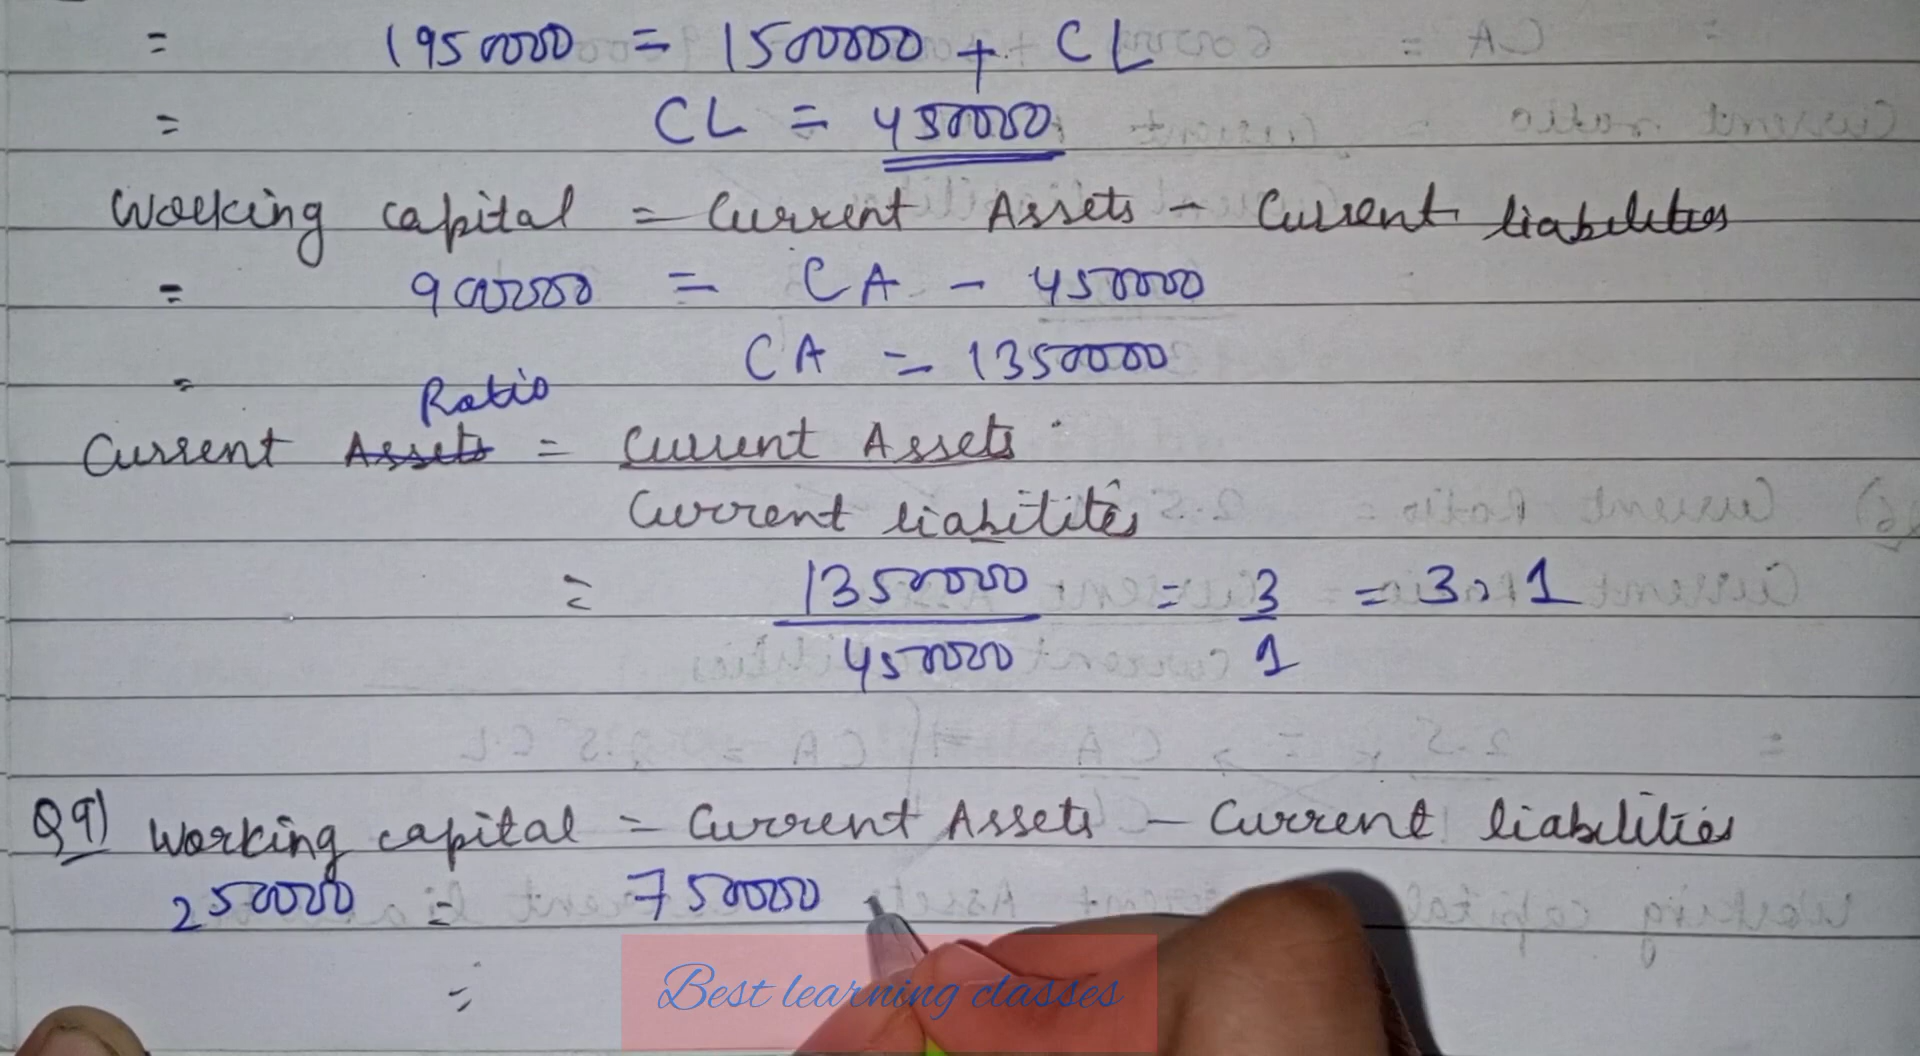 = 1950000 = 1500000 + CL
= CL = 450000
Working capital = Current Assets - Current liabilities
= 900000 = CA - 450000
= CA = 1350000
Ratio
Current Assets = Current Assets
Current liabilities
= 1350000 = 3 = 3:1
450000 1
Q9) Working capital = Current Assets - Current liabilities
250000 = 750000
=
Best learning classes